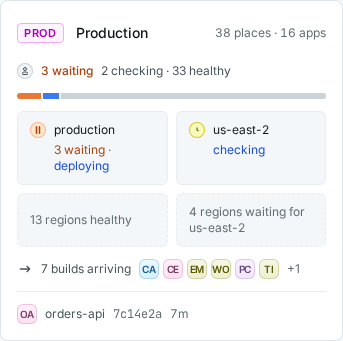 PROD Production 38 places · 16 apps
3 waiting 2 checking · 33 healthy
production
3 waiting ·
deploying
us-east-2
checking
13 regions healthy
4 regions waiting for
us-east-2
→ 7 builds arriving CA CE EM WO PC TI +1
OA orders-api 7c14e2a 7m